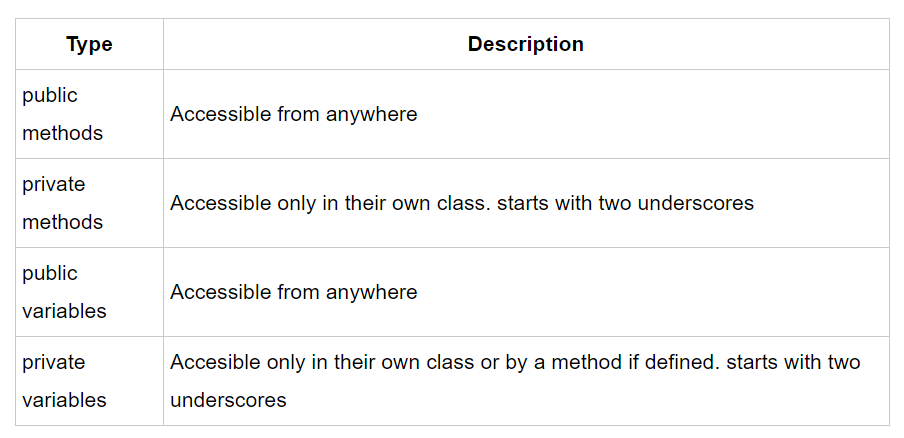 Type Description
public
methods
Accessible from anywhere
private
methods
Accessible only in their own class. starts with two underscores
public
variables
Accessible from anywhere
private
variables
Accesible only in their own class or by a method if defined. starts with two
underscores